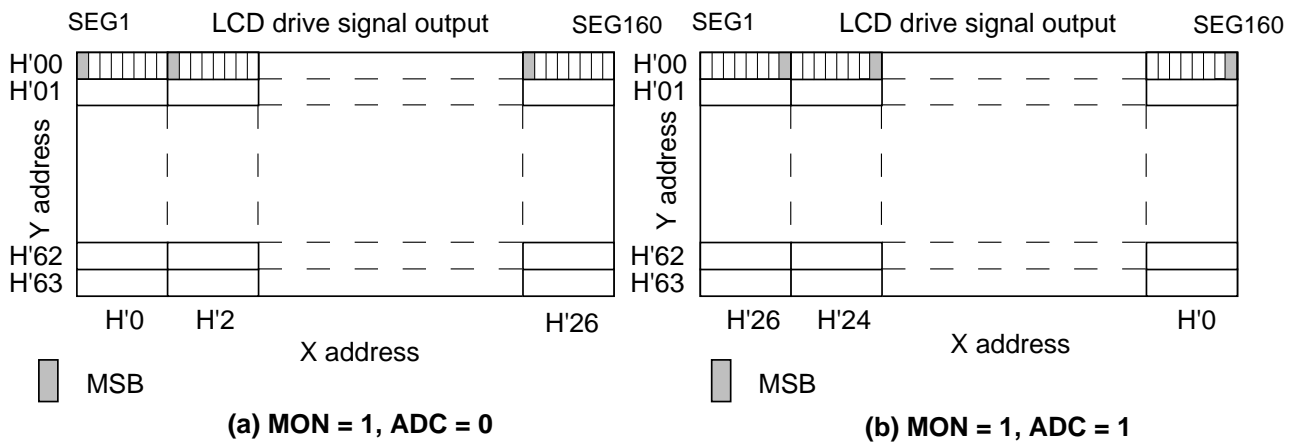 SEG1 LCD drive signal output SEG160
H'00
H'01
Y address
H'62
H'63
H'0 H'2 H'26
X address
MSB
(a) MON = 1, ADC = 0
SEG1 LCD drive signal output SEG160
H'00
H'01
Y address
H'62
H'63
H'26 H'24 H'0
X address
MSB
(b) MON = 1, ADC = 1